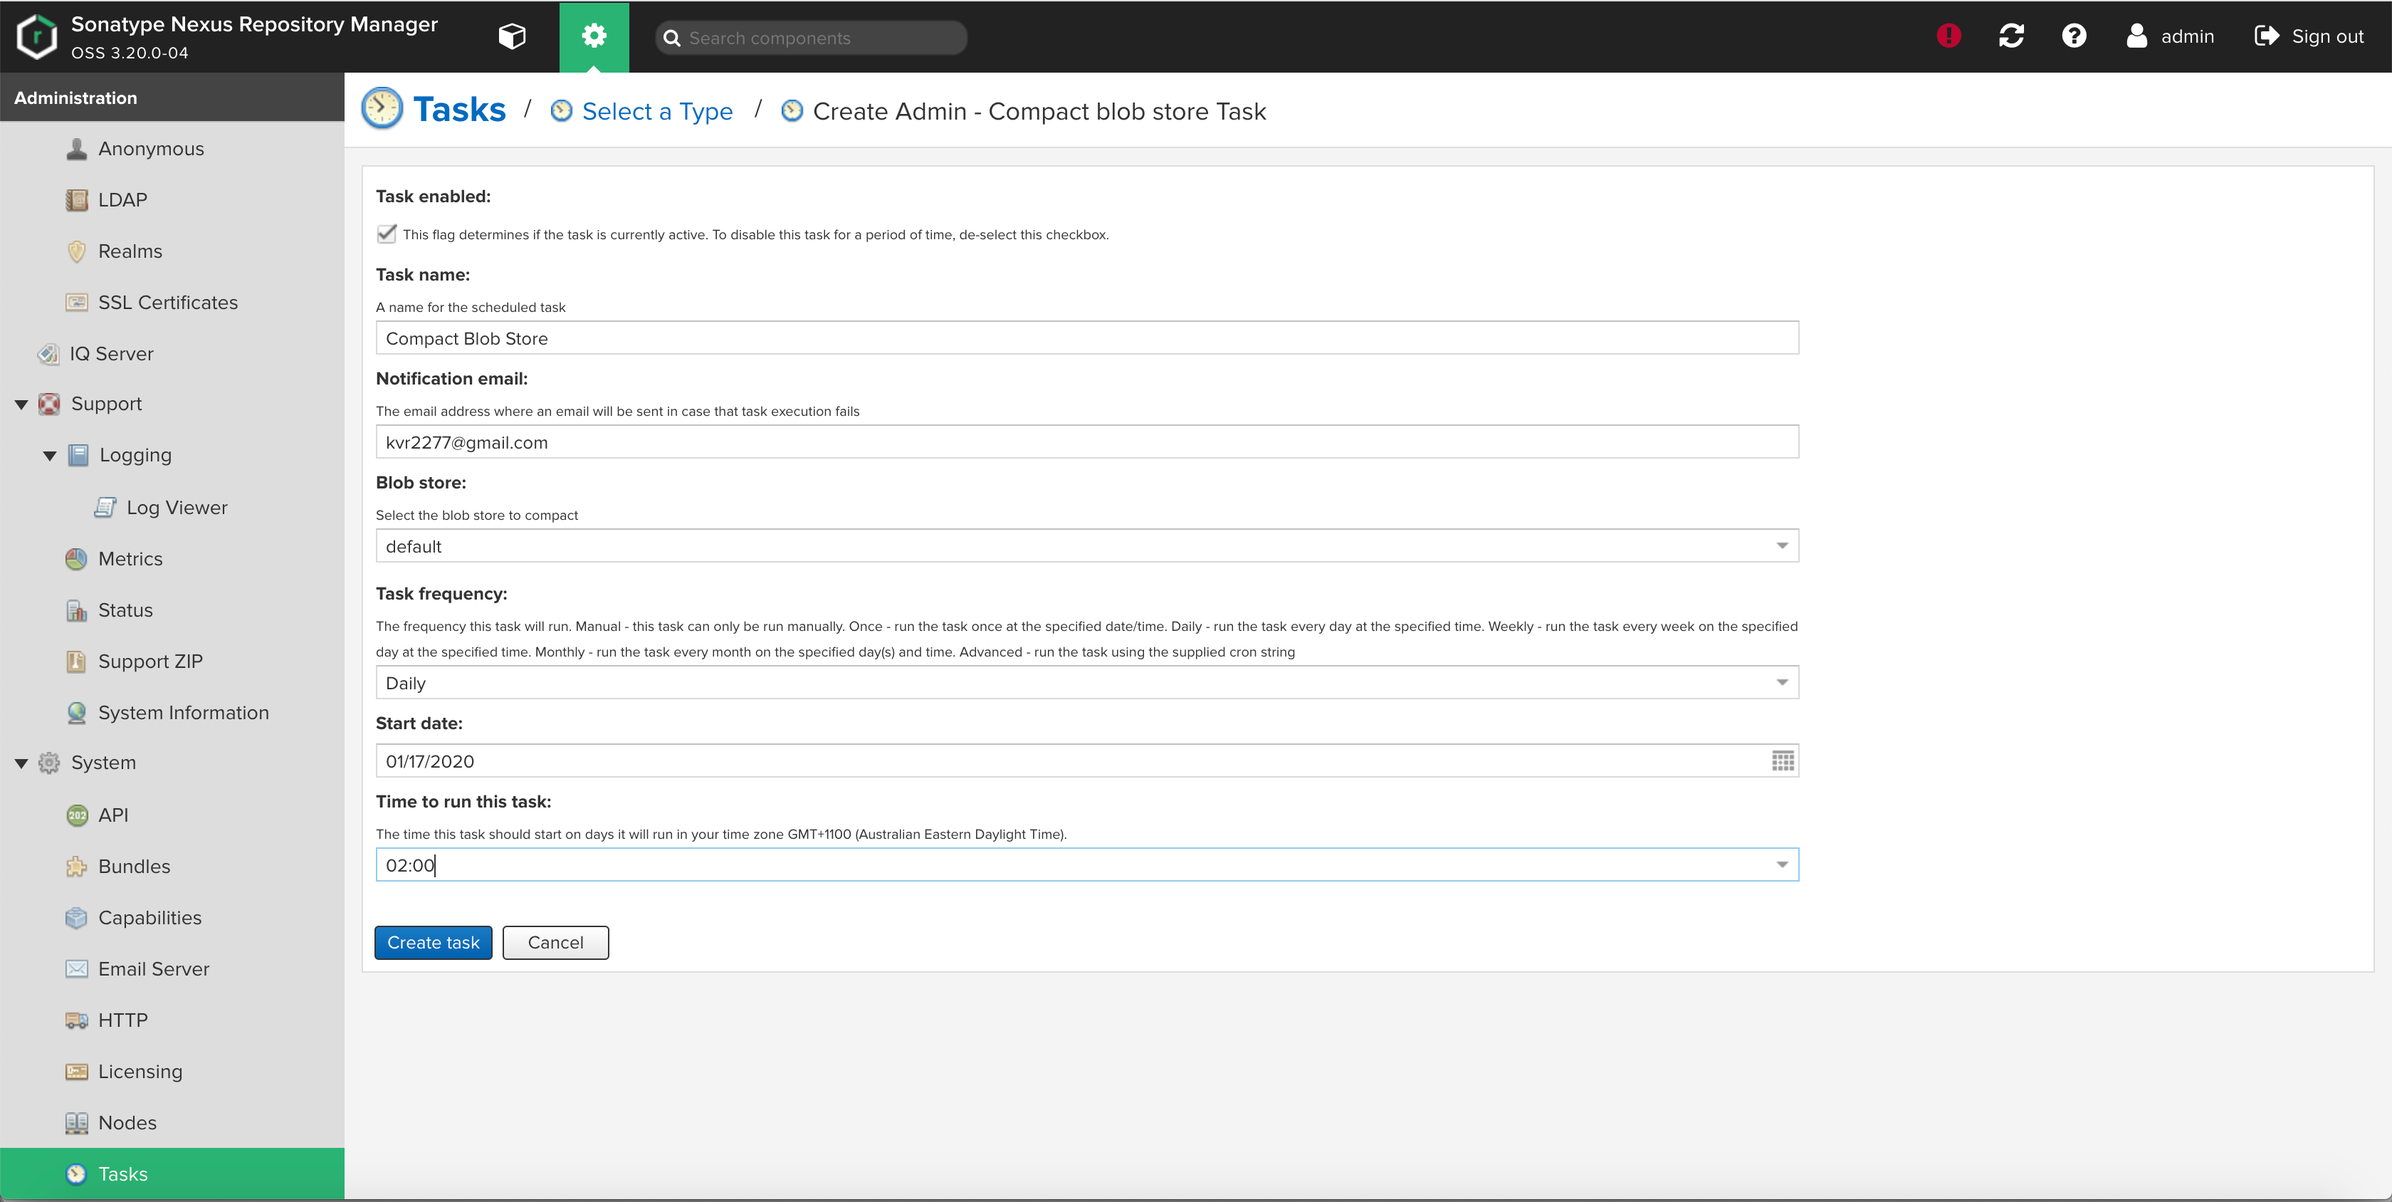 Sonatype Nexus Repository Manager
OSS 3.20.0-04
Search components
admin
Sign out
Administration
Anonymous
LDAP
Realms
SSL Certificates
IQ Server
Support
Logging
Log Viewer
Metrics
Status
Support ZIP
System Information
System
202
API
Bundles
Capabilities
Email Server
HTTP
Licensing
Nodes
Tasks
Tasks / Select a Type / Create Admin - Compact blob store Task
Task enabled:
This flag determines if the task is currently active. To disable this task for a period of time, de-select this checkbox.
Task name:
A name for the scheduled task
Compact Blob Store
Notification email:
The email address where an email will be sent in case that task execution fails
kvr2277@gmail.com
Blob store:
Select the blob store to compact
default
Task frequency:
The frequency this task will run. Manual - this task can only be run manually. Once - run the task once at the specified date/time. Daily - run the task every day at the specified time. Weekly - run the task every week on the specified
day at the specified time. Monthly - run the task every month on the specified day(s) and time. Advanced - run the task using the supplied cron string
Daily
Start date:
01/17/2020
Time to run this task:
The time this task should start on days it will run in your time zone GMT+1100 (Australian Eastern Daylight Time).
02:00
Create task
Cancel